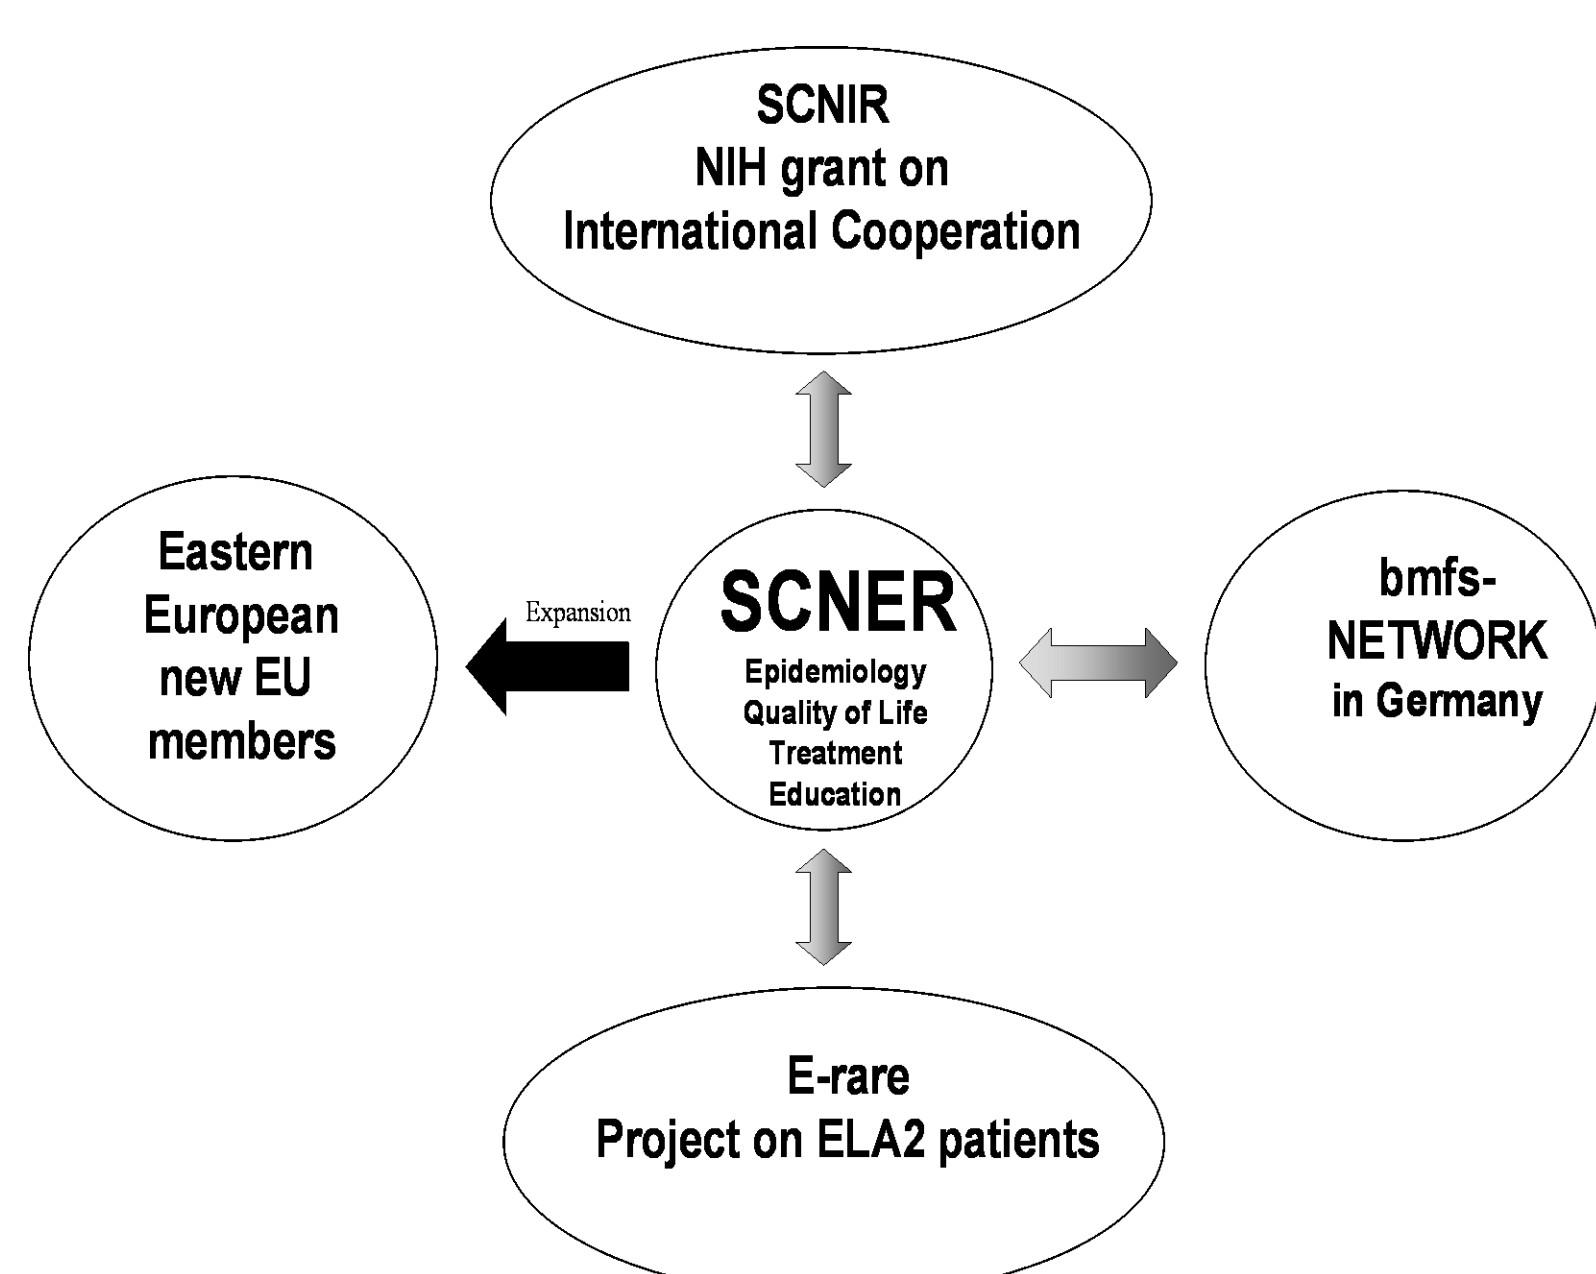 SCNIR
NIH grant on
International Cooperation
Eastern
European
new EU
members
Expansion
SCNER
Epidemiology
Quality of Life
Treatment
Education
bmfs-
NETWORK
in Germany
E-rare
Project on ELA2 patients